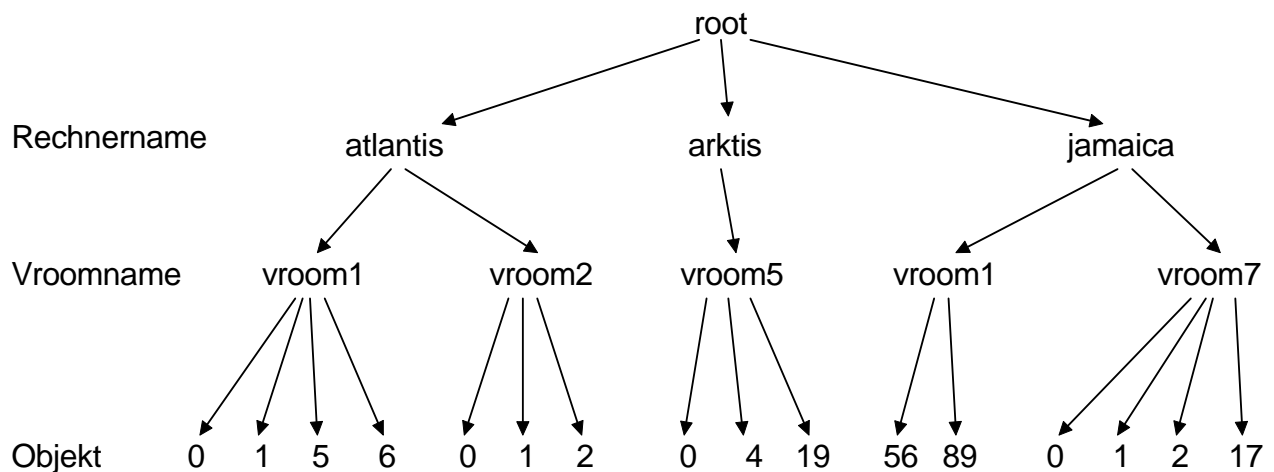 root
Rechnername atlantis arktis jamaica
Vroomname vroom1 vroom2 vroom5 vroom1 vroom7
Objekt 0 1 5 6 0 1 2 0 4 19 56 89 0 1 2 17